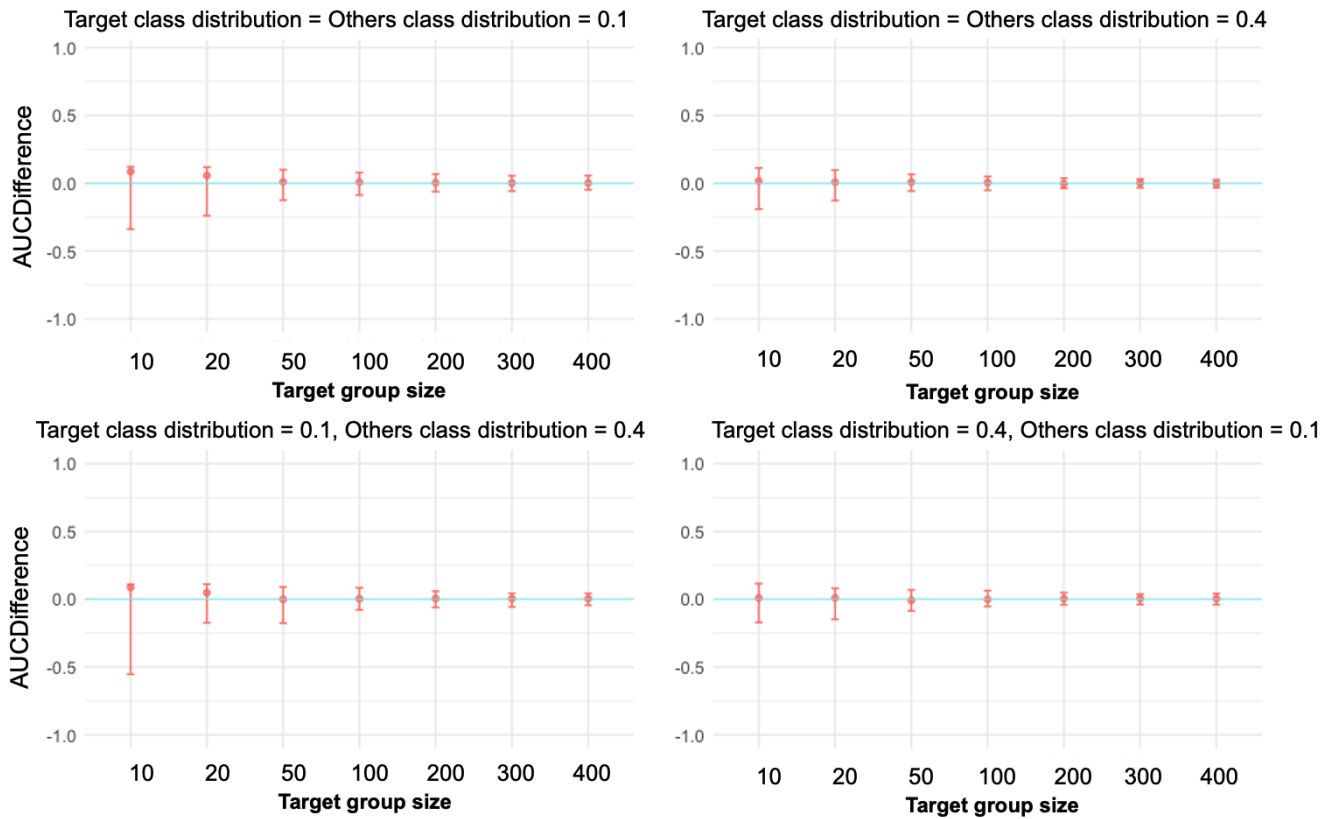 Target class distribution = Others class distribution = 0.1
1.0
0.5
0.0
-0.5
-1.0
AUCDifference
10 20 50 100 200 300 400
Target group size
Target class distribution = Others class distribution = 0.4
1.0
0.5
0.0
-0.5
-1.0
10 20 50 100 200 300 400
Target group size
Target class distribution = 0.1, Others class distribution = 0.4
1.0
0.5
0.0
-0.5
-1.0
AUCDifference
10 20 50 100 200 300 400
Target group size
Target class distribution = 0.4, Others class distribution = 0.1
1.0
0.5
0.0
-0.5
-1.0
10 20 50 100 200 300 400
Target group size